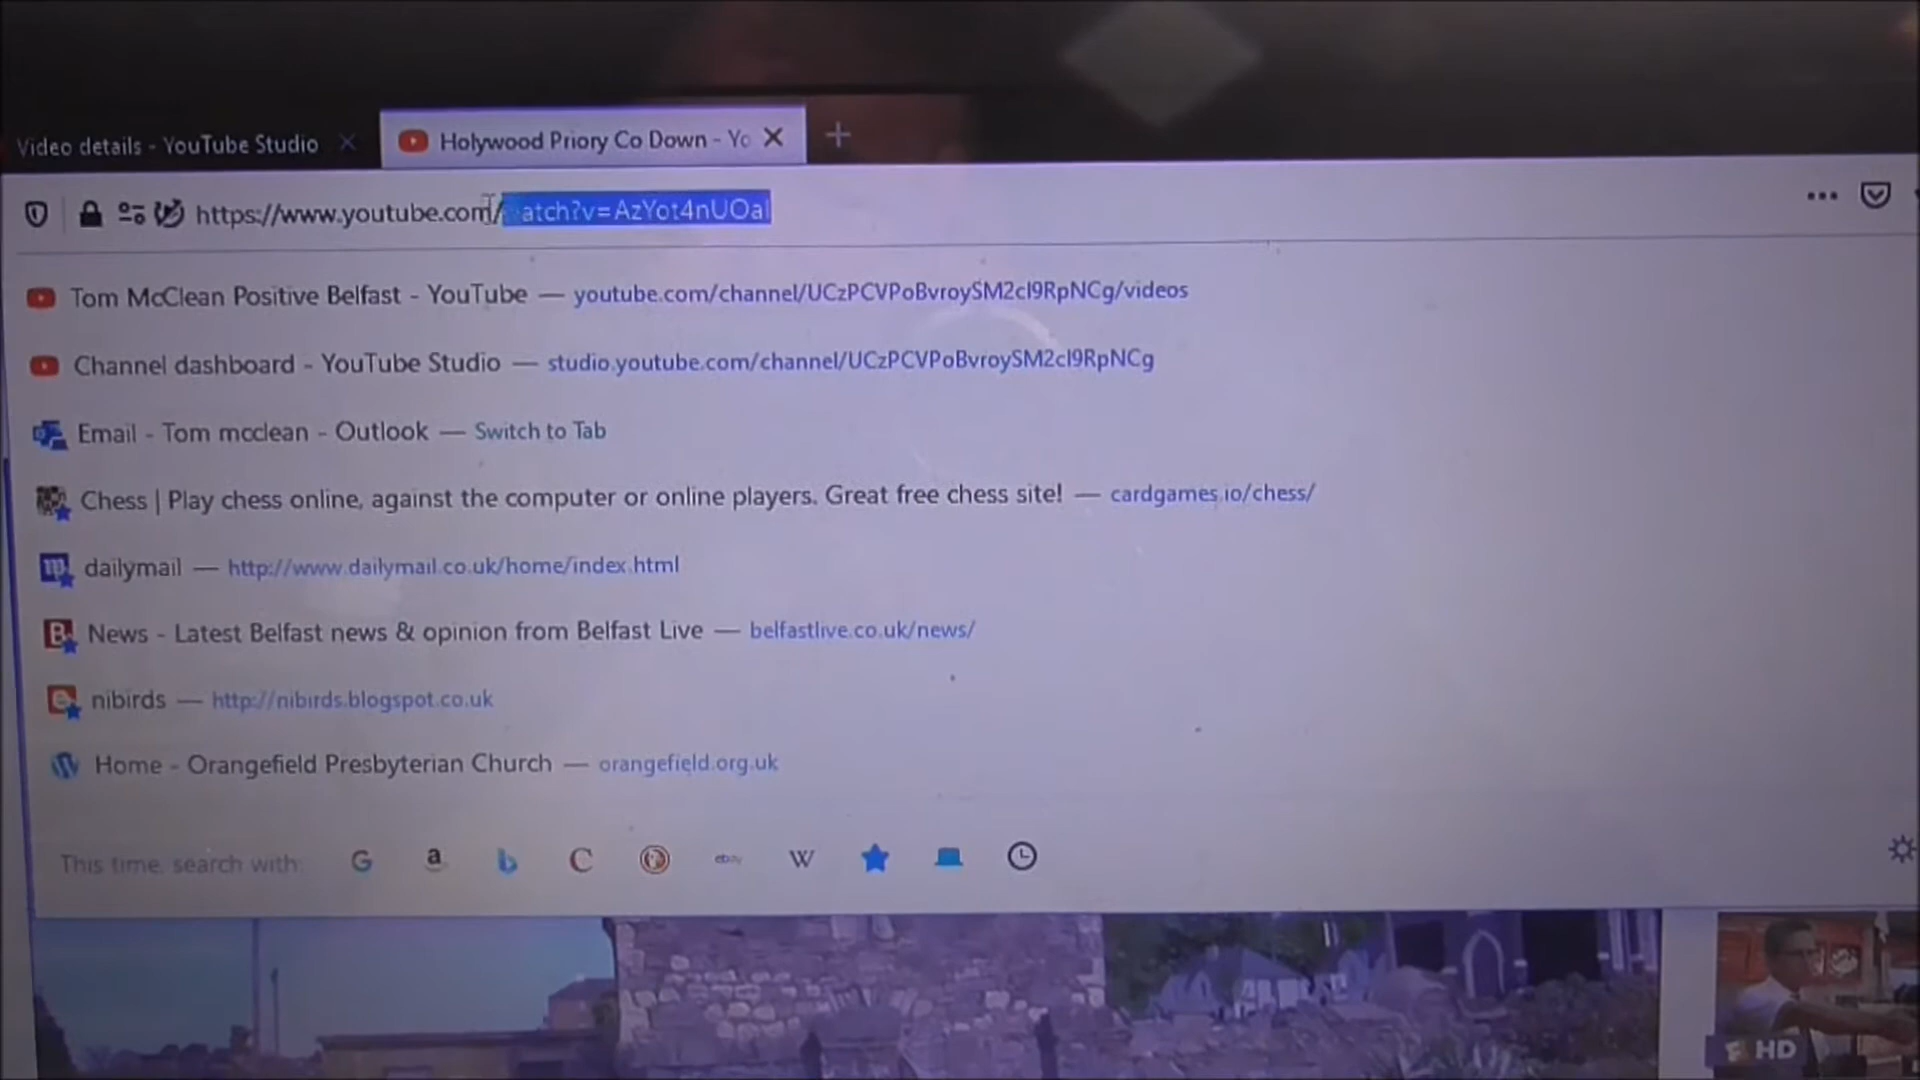 Video details - YouTube Studio
Holywood Priory Co Down - Yo
https://www.youtube.com/watch?v=AzYot4nUOaI
Tom McClean Positive Belfast - YouTube — youtube.com/channel/UCzPCVPoBvroySM2cl9RpNCg/videos
Channel dashboard - YouTube Studio — studio.youtube.com/channel/UCzPCVPoBvroySM2cl9RpNCg
Email - Tom mcclean - Outlook — Switch to Tab
Chess | Play chess online, against the computer or online players. Great free chess site! — cardgames.io/chess/
dailymail — http://www.dailymail.co.uk/home/index.html
News - Latest Belfast news & opinion from Belfast Live — belfastlive.co.uk/news/
nibirds — http://nibirds.blogspot.co.uk
Home - Orangefield Presbyterian Church — orangefield.org.uk
This time, search with:
HD